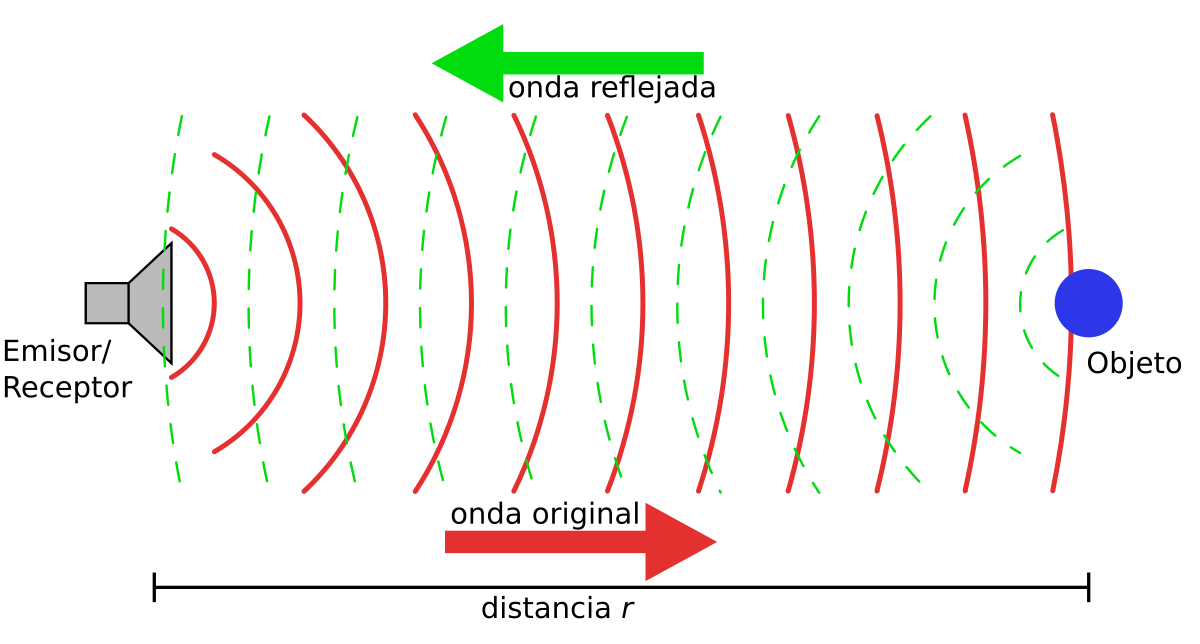 onda reflejada
Emisor/
Receptor
Objeto
onda original
distancia r